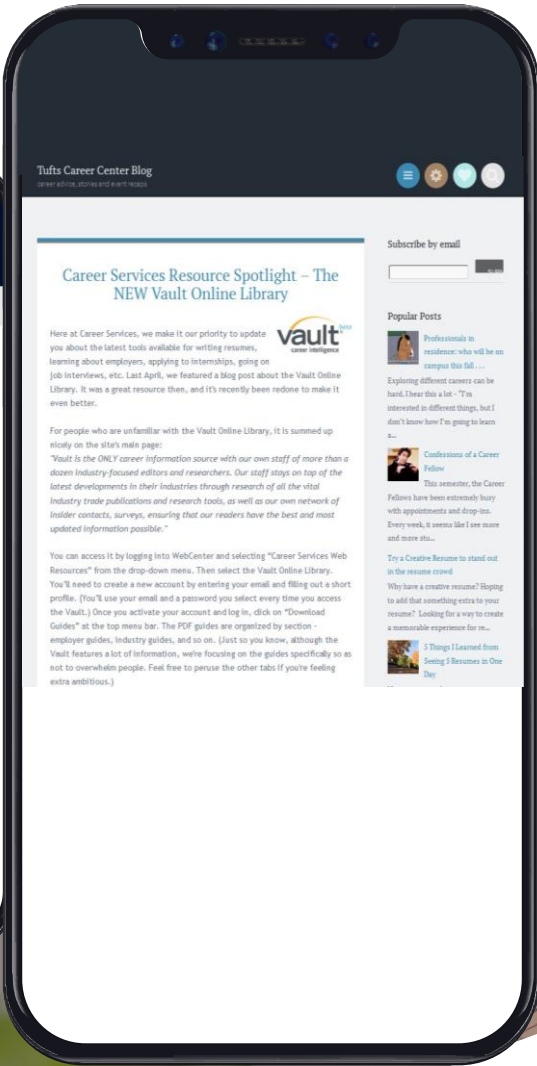 Tufts Career Center Blog
career advice, stories and event recaps
Career Services Resource Spotlight – The
NEW Vault Online Library
Here at Career Services, we make it our priority to update
you about the latest tools available for writing resumes,
learning about employers, applying to internships, going on
job interviews, etc. Last April, we featured a blog post about the Vault Online
Library. It was a great resource then, and it's recently been redone to make it
even better.
vault beta
career intelligence
For people who are unfamiliar with the Vault Online Library, it is summed up
nicely on the site's main page:
"Vault is the ONLY career information source with our own staff of more than a
dozen industry-focused editors and researchers. Our staff stays on top of the
latest developments in their industries through research of all the vital
industry trade publications and research tools, as well as our own network of
insider contacts, surveys, ensuring that our readers have the best and most
updated information possible."
You can access it by logging into WebCenter and selecting "Career Services Web
Resources" from the drop-down menu. Then select the Vault Online Library.
You'll need to create a new account by entering your email and filling out a short
profile. (You'll use your email and a password you select every time you access
the Vault.) Once you activate your account and log in, click on "Download
Guides" at the top menu bar. The PDF guides are organized by section -
employer guides, industry guides, and so on. (Just so you know, although the
Vault features a lot of information, we're focusing on the guides specifically so as
not to overwhelm people. Feel free to peruse the other tabs if you're feeling
extra ambitious.)
Subscribe by email
Popular Posts
Professionals in
residence: who will be on
campus this fall . . .
Exploring different careers can be
hard. I hear this a lot - "I'm
interested in different things, but I
don't know how I'm going to learn
a...
Confessions of a Career
Fellow
This semester, the Career
Fellows have been extremely busy
with appointments and drop-ins.
Every week, it seems like I see more
and more stu...
Try a Creative Resume to stand out
in the resume crowd
Why have a creative resume? Hoping
to add that something extra to your
resume? Looking for a way to create
a memorable experience for re...
5 Things I Learned from
Seeing 5 Resumes in One
Day